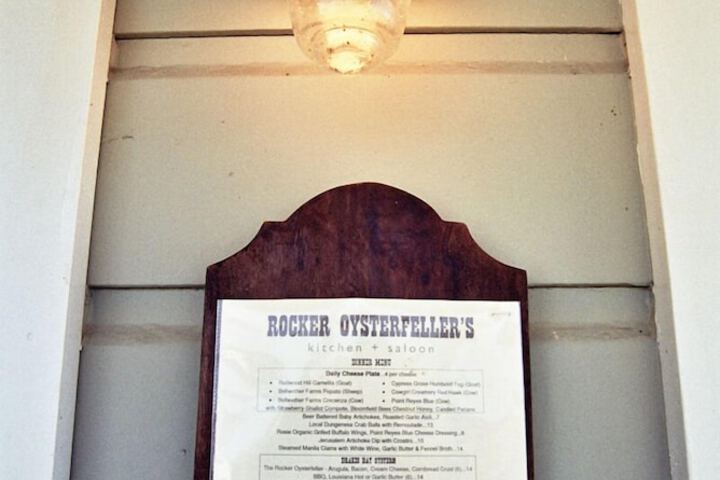 ROCKER OYSTERFELLER'S
kitchen + saloon
DINNER MENU
Daily Cheese Plate...4 per choice
• Redwood Hill Camellia (Goat)
• Bellwether Farms Pepato (Sheep)
• Bellwether Farms Crescenza (Cow)
• Cypress Grove Humboldt Fog (Goat)
• Cowgirl Creamery Red Hawk (Cow)
• Point Reyes Blue (Cow)
with Strawberry Shallot Compote, Bloomfield Bees Chestnut Honey, Candied Pecans
Beer Battered Baby Artichokes, Roasted Garlic Aioli...7
Local Dungeness Crab Balls with Remoulade...13
Rosie Organic Grilled Buffalo Wings, Point Reyes Blue Cheese Dressing...8
Jerusalem Artichoke Dip with Crostini...10
Steamed Manila Clams with White Wine, Garlic Butter & Fennel Broth...14
DRAKES BAY OYSTERS
The Rocker Oysterfeller - Arugula, Bacon, Cream Cheese, Cornbread Crust (6)...14
BBQ, Louisiana Hot or Garlic Butter (6)...14